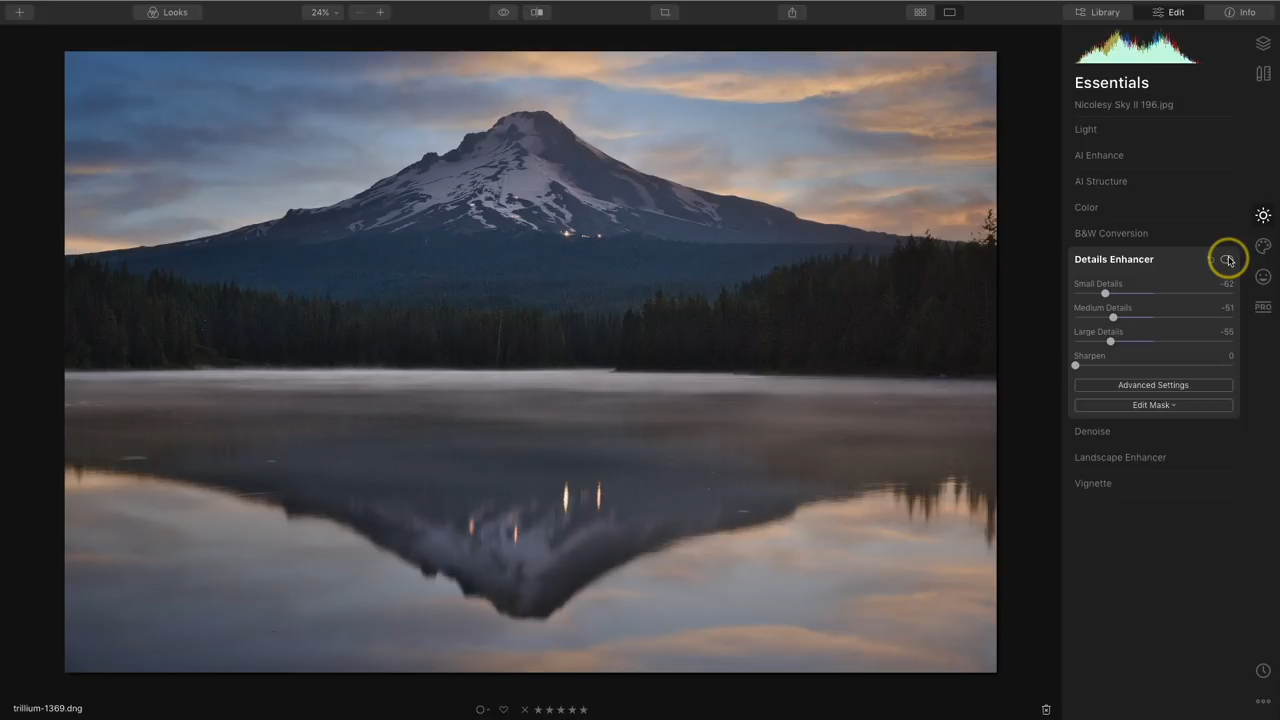 Looks
24%
Library
Edit
Info
Essentials
Nicolesy Sky II 196.jpg
Light
AI Enhance
AI Structure
Color
B&W Conversion
Details Enhancer
Small Details -62
Medium Details -51
Large Details -55
Sharpen 0
Advanced Settings
Edit Mask
Denoise
Landscape Enhancer
Vignette
PRO
trillium-1369.dng